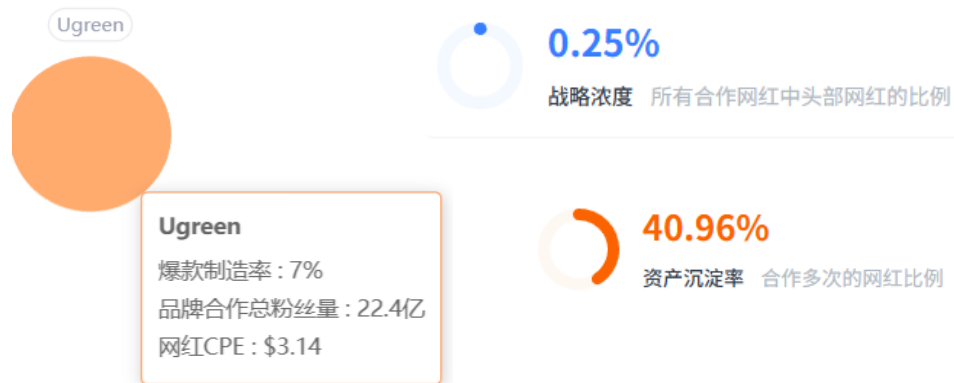 Ugreen
0.25%
战略浓度 所有合作网红中头部网红的比例
Ugreen
爆款制造率 : 7%
品牌合作总粉丝量 : 22.4亿
网红CPE : $3.14
40.96%
资产沉淀率 合作多次的网红比例